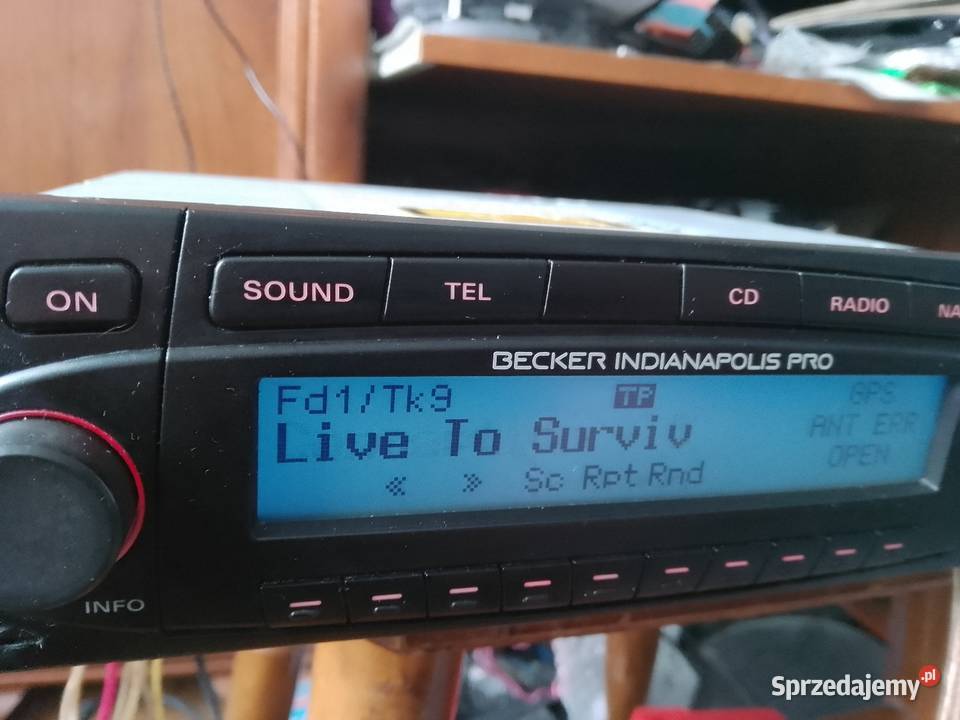 ON
SOUND TEL CD RADIO NA
BECKER INDIANAPOLIS PRO
Fd1/Tk9 TP GPS
Live To Surviv ANT ERR
OPEN
« » Sc Rpt Rnd
INFO
Sprzedajemy.pl